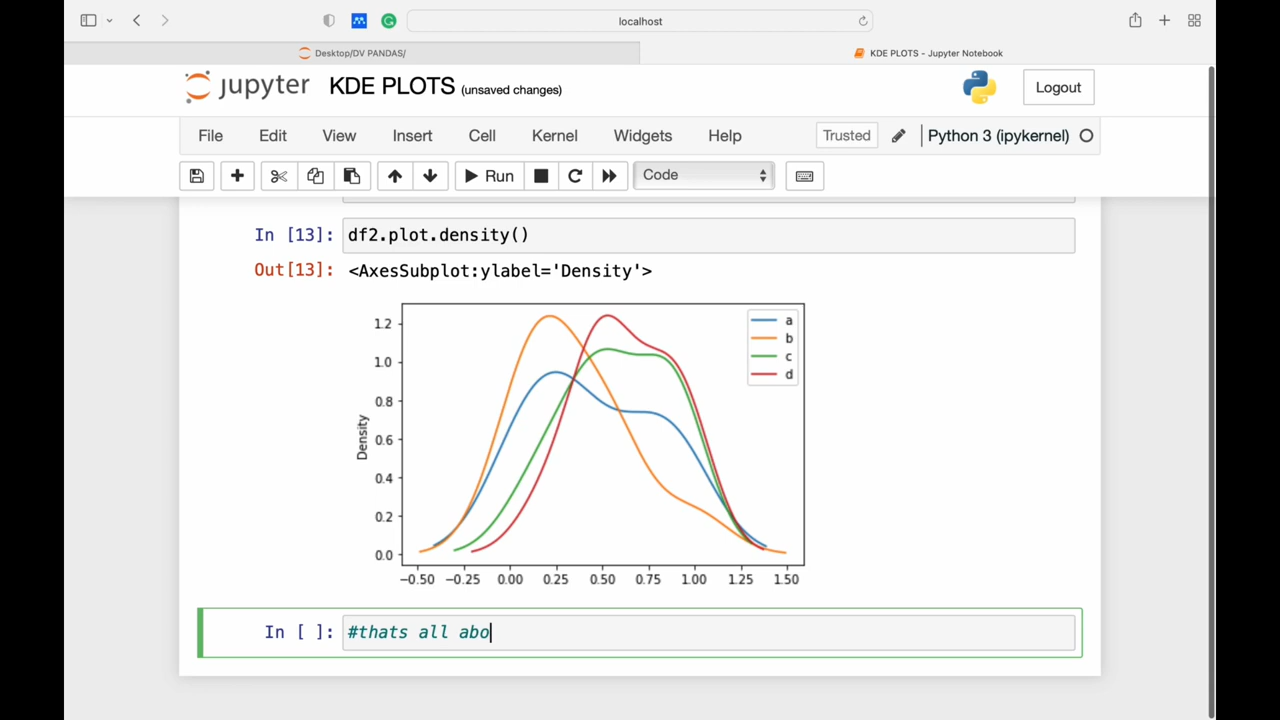 localhost
Desktop/DV PANDAS/
KDE PLOTS - Jupyter Notebook
jupyter KDE PLOTS (unsaved changes)
Logout
File Edit View Insert Cell Kernel Widgets Help Trusted Python 3 (ipykernel)
Run Code
In [13]: df2.plot.density()
Out[13]: <AxesSubplot:ylabel='Density'>
1.2
1.0
0.8
0.6
0.4
0.2
0.0
Density
a
b
c
d
−0.50 −0.25 0.00 0.25 0.50 0.75 1.00 1.25 1.50
In [ ]: #thats all abo